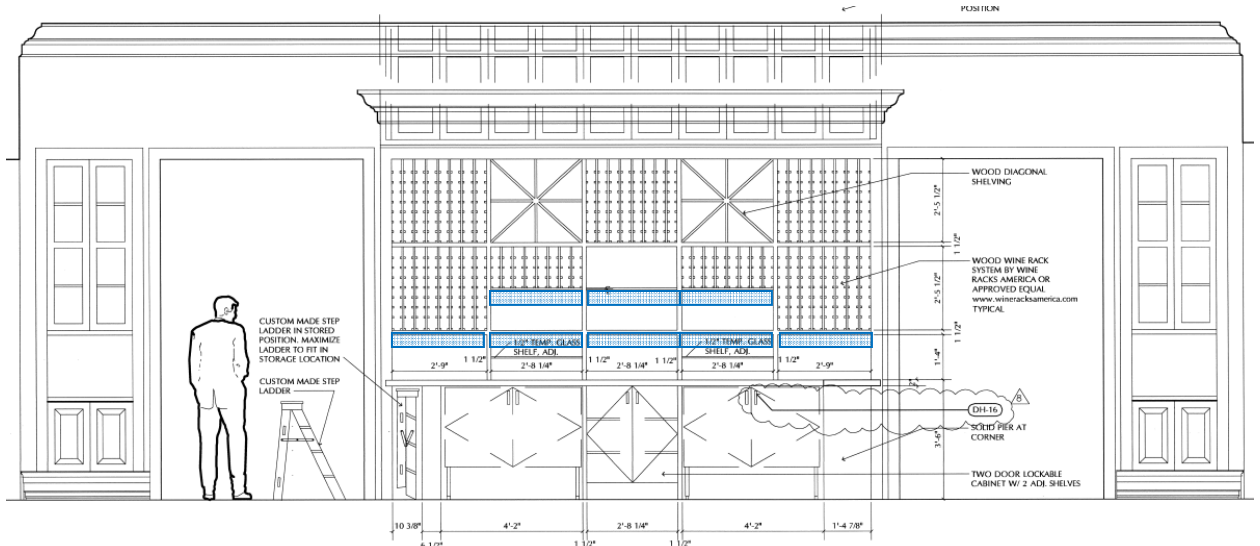 POSITION
WOOD DIAGONAL
SHELVING
2'-5 1/2"
1 1/2"
WOOD WINE RACK
SYSTEM BY WINE
RACKS AMERICA OR
APPROVED EQUAL
www.wineracksamerica.com
TYPICAL
2'-5 1/2"
1 1/2"
1'-4"
CUSTOM MADE STEP
LADDER IN STORED
POSITION. MAXIMIZE
LADDER TO FIT IN
STORAGE LOCATION
CUSTOM MADE STEP
LADDER
1/2" TEMP. GLASS
SHELF, ADJ.
1/2" TEMP. GLASS
SHELF, ADJ.
1 1/2" 1 1/2" 1 1/2" 1 1/2"
2'-9" 2'-8 1/4" 2'-8 1/4" 2'-8 1/4" 2'-9"
2"
8
DH-16
SOLID PIER AT
CORNER
3'-6"
TWO DOOR LOCKABLE
CABINET W/ 2 ADJ. SHELVES
10 3/8" 4'-2" 2'-8 1/4" 4'-2" 1'-4 7/8"
6 1/2" 1 1/2" 1 1/2"